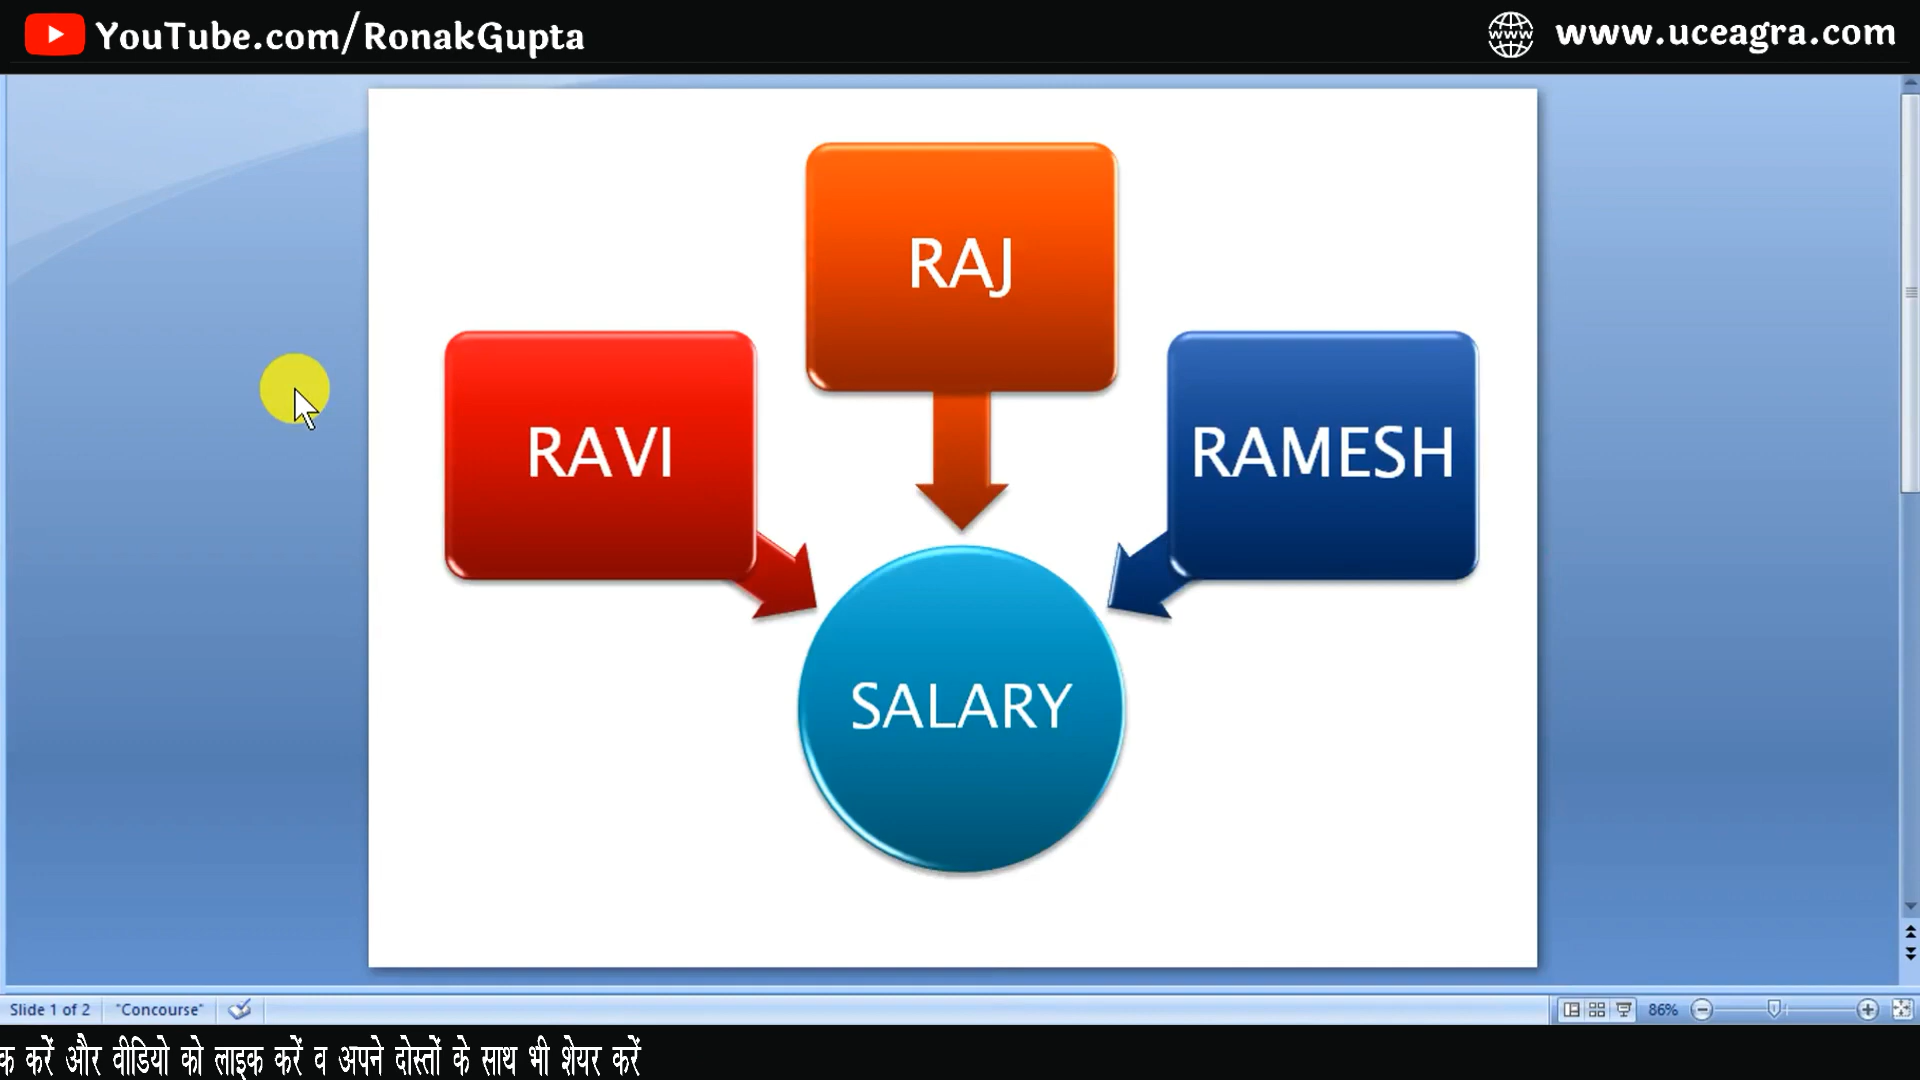 YouTube.com/RonakGupta
www.uceagra.com
RAJ
RAVI
RAMESH
SALARY
Slide 1 of 2
"Concourse"
86%
क करें और वीडियो को लाइक करें व अपने दोस्तों के साथ भी शेयर करें